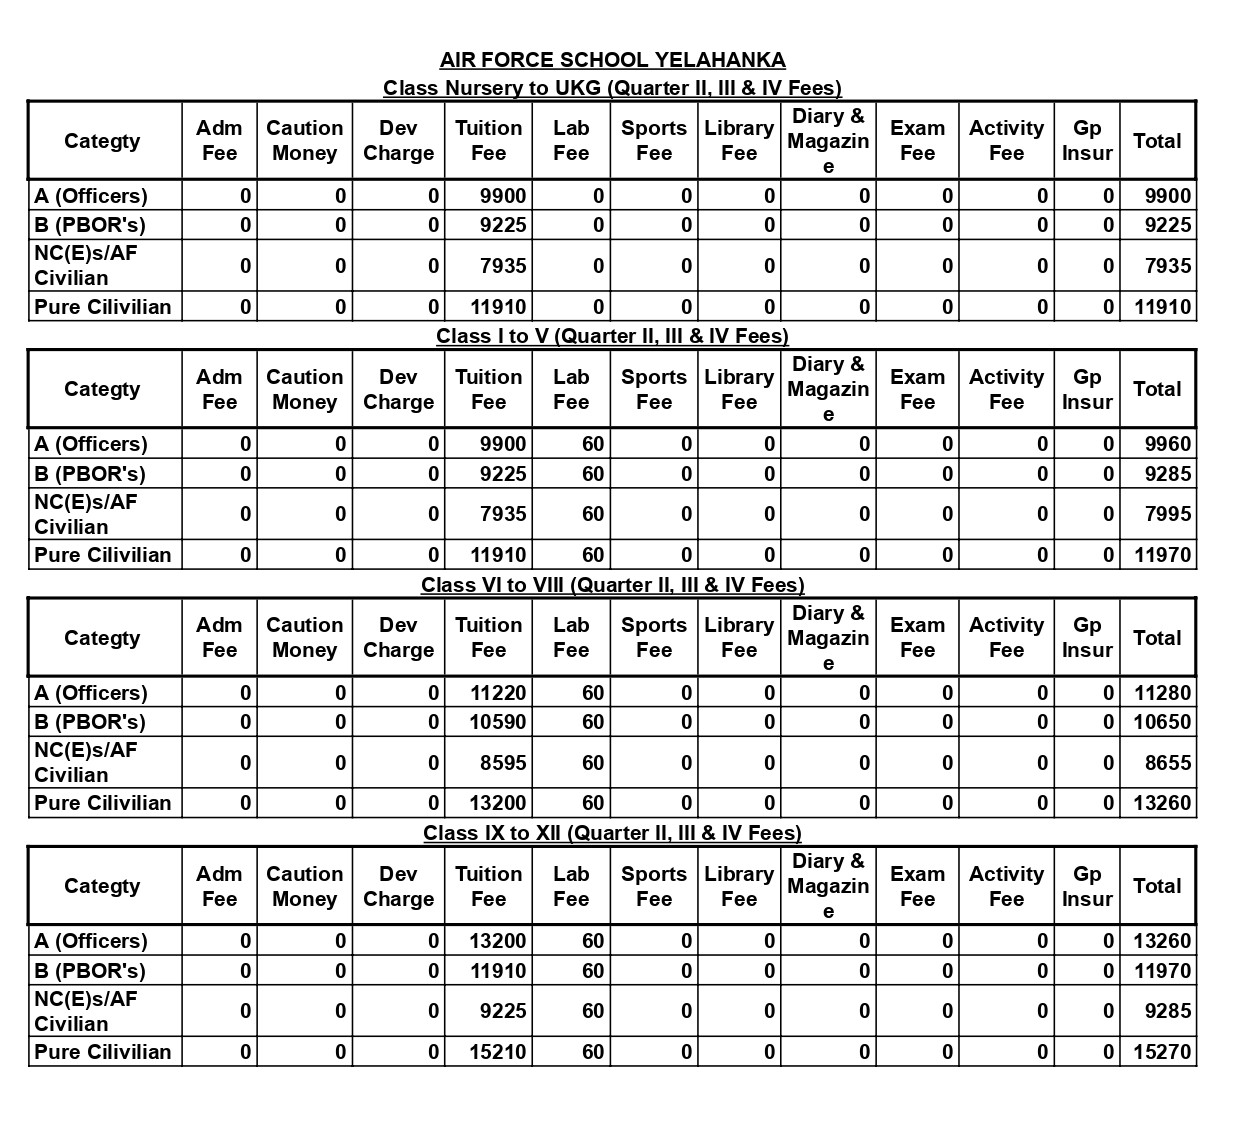 AIR FORCE SCHOOL YELAHANKA
Class Nursery to UKG (Quarter II, III & IV Fees)
Categty Adm Fee Caution Money Dev Charge Tuition Fee Lab Fee Sports Fee Library Fee Diary & Magazin e Exam Fee Activity Fee Gp Insur Total
A (Officers) 0 0 0 9900 0 0 0 0 0 0 0 9900
B (PBOR's) 0 0 0 9225 0 0 0 0 0 0 0 9225
NC(E)s/AF Civilian 0 0 0 7935 0 0 0 0 0 0 0 7935
Pure Cilivilian 0 0 0 11910 0 0 0 0 0 0 0 11910
Class I to V (Quarter II, III & IV Fees)
Categty Adm Fee Caution Money Dev Charge Tuition Fee Lab Fee Sports Fee Library Fee Diary & Magazin e Exam Fee Activity Fee Gp Insur Total
A (Officers) 0 0 0 9900 60 0 0 0 0 0 0 9960
B (PBOR's) 0 0 0 9225 60 0 0 0 0 0 0 9285
NC(E)s/AF Civilian 0 0 0 7935 60 0 0 0 0 0 0 7995
Pure Cilivilian 0 0 0 11910 60 0 0 0 0 0 0 11970
Class VI to VIII (Quarter II, III & IV Fees)
Categty Adm Fee Caution Money Dev Charge Tuition Fee Lab Fee Sports Fee Library Fee Diary & Magazin e Exam Fee Activity Fee Gp Insur Total
A (Officers) 0 0 0 11220 60 0 0 0 0 0 0 11280
B (PBOR's) 0 0 0 10590 60 0 0 0 0 0 0 10650
NC(E)s/AF Civilian 0 0 0 8595 60 0 0 0 0 0 0 8655
Pure Cilivilian 0 0 0 13200 60 0 0 0 0 0 0 13260
Class IX to XII (Quarter II, III & IV Fees)
Categty Adm Fee Caution Money Dev Charge Tuition Fee Lab Fee Sports Fee Library Fee Diary & Magazin e Exam Fee Activity Fee Gp Insur Total
A (Officers) 0 0 0 13200 60 0 0 0 0 0 0 13260
B (PBOR's) 0 0 0 11910 60 0 0 0 0 0 0 11970
NC(E)s/AF Civilian 0 0 0 9225 60 0 0 0 0 0 0 9285
Pure Cilivilian 0 0 0 15210 60 0 0 0 0 0 0 15270